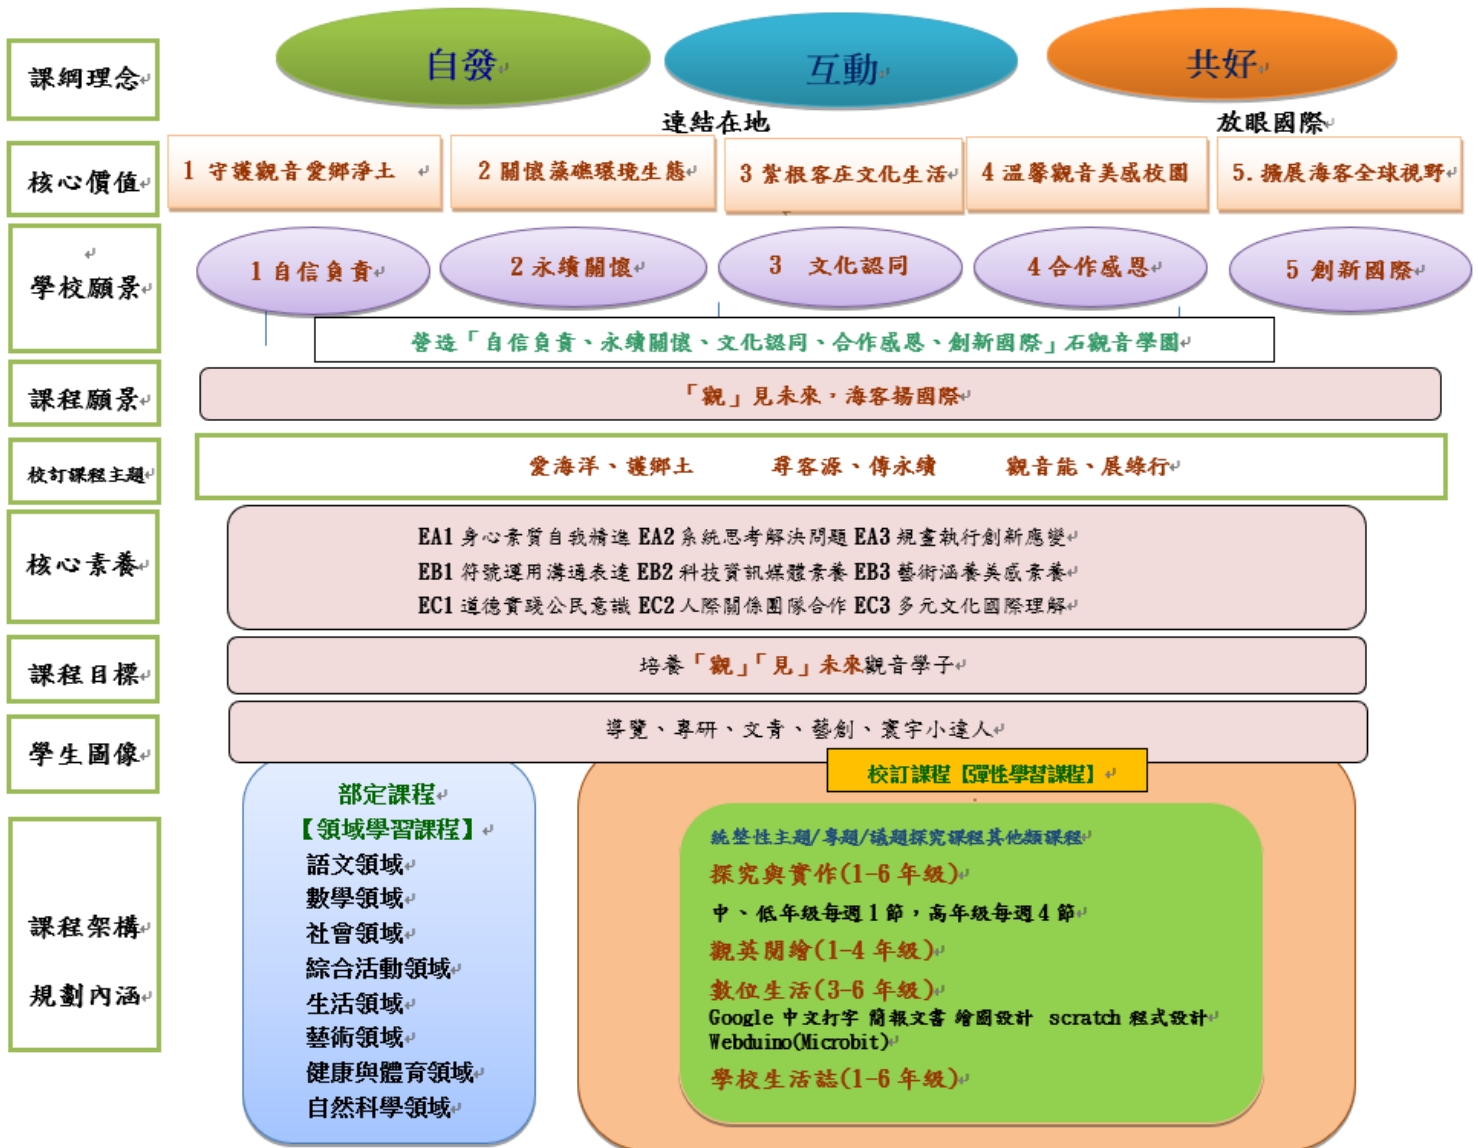 課綱理念
自發
互動
共好
連結在地
放眼國際
核心價值
1 守護觀音愛鄉淨土
2 關懷藻礁環境生態
3 紮根客庄文化生活
4 溫馨觀音美感校園
5. 擴展海客全球視野
學校願景
1 自信負責
2 永續關懷
3 文化認同
4 合作感恩
5 創新國際
營造「自信負責、永續關懷、文化認同、合作感恩、創新國際」石觀音學園
課程願景
「觀」見未來，海客揚國際
校訂課程主題
愛海洋、護鄉土 尋客源、傳永續 觀音能、展綠行
核心素養
EA1 身心素質自我精進 EA2 系統思考解決問題 EA3 規畫執行創新應變
EB1 符號運用溝通表達 EB2 科技資訊媒體素養 EB3 藝術涵養美感素養
EC1 道德實踐公民意識 EC2 人際關係團隊合作 EC3 多元文化國際理解
課程目標
培養「觀」「見」未來觀音學子
學生圖像
導覽、專研、文青、藝創、寰宇小達人
課程架構
規劃內涵
部定課程
【領域學習課程】
語文領域
數學領域
社會領域
綜合活動領域
生活領域
藝術領域
健康與體育領域
自然科學領域
校訂課程【彈性學習課程】
統整性主題/專題/議題探究課程其他類課程
探究與實作(1-6 年級)
中、低年級每週 1 節，高年級每週 4 節
觀英閱繪(1-4 年級)
數位生活(3-6 年級)
Google 中文打字 簡報文書 繪圖設計 scratch 程式設計
Webduino(Microbit)
學校生活誌(1-6 年級)